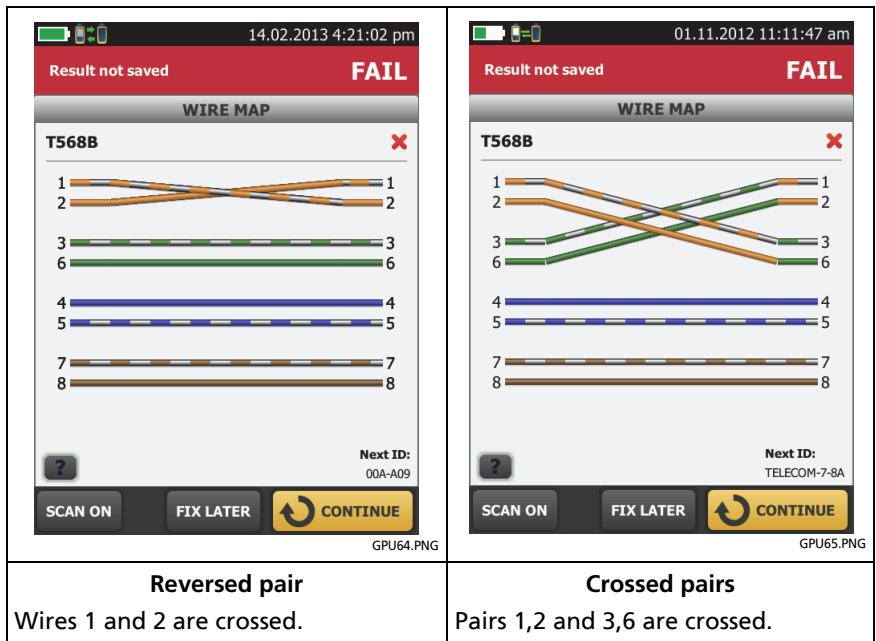 14.02.2013 4:21:02 pm
Result not saved FAIL
WIRE MAP
T568B
1 1
2 2
3 3
6 6
4 4
5 5
7 7
8 8
?
Next ID:
00A-A09
SCAN ON FIX LATER CONTINUE
GPU64.PNG
Reversed pair
Wires 1 and 2 are crossed.
01.11.2012 11:11:47 am
Result not saved FAIL
WIRE MAP
T568B
1 1
2 2
3 3
6 6
4 4
5 5
7 7
8 8
?
Next ID:
TELECOM-7-8A
SCAN ON FIX LATER CONTINUE
GPU65.PNG
Crossed pairs
Pairs 1,2 and 3,6 are crossed.